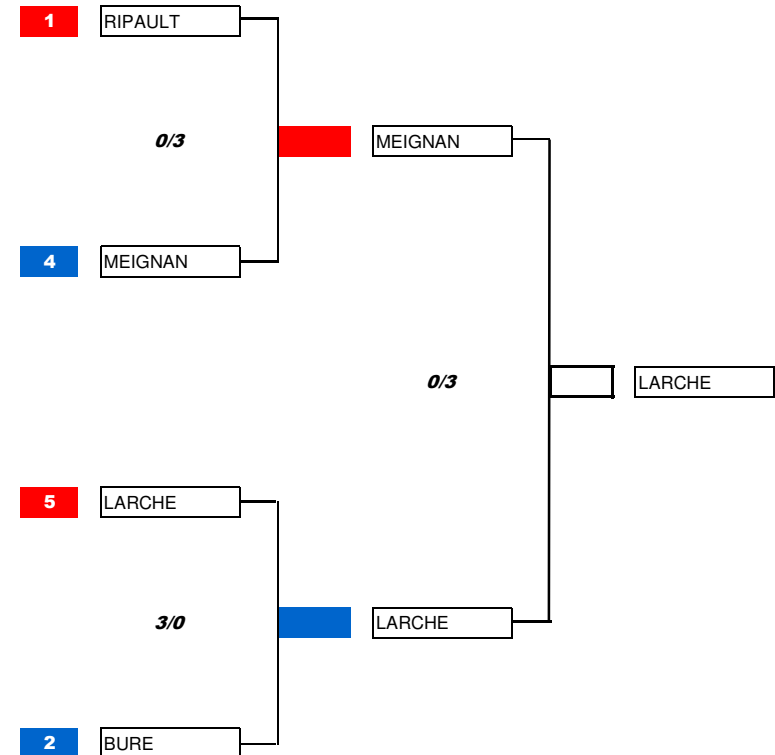 1 RIPAULT
0/3
MEIGNAN
4 MEIGNAN
0/3
LARCHE
5 LARCHE
3/0
LARCHE
2 BURE